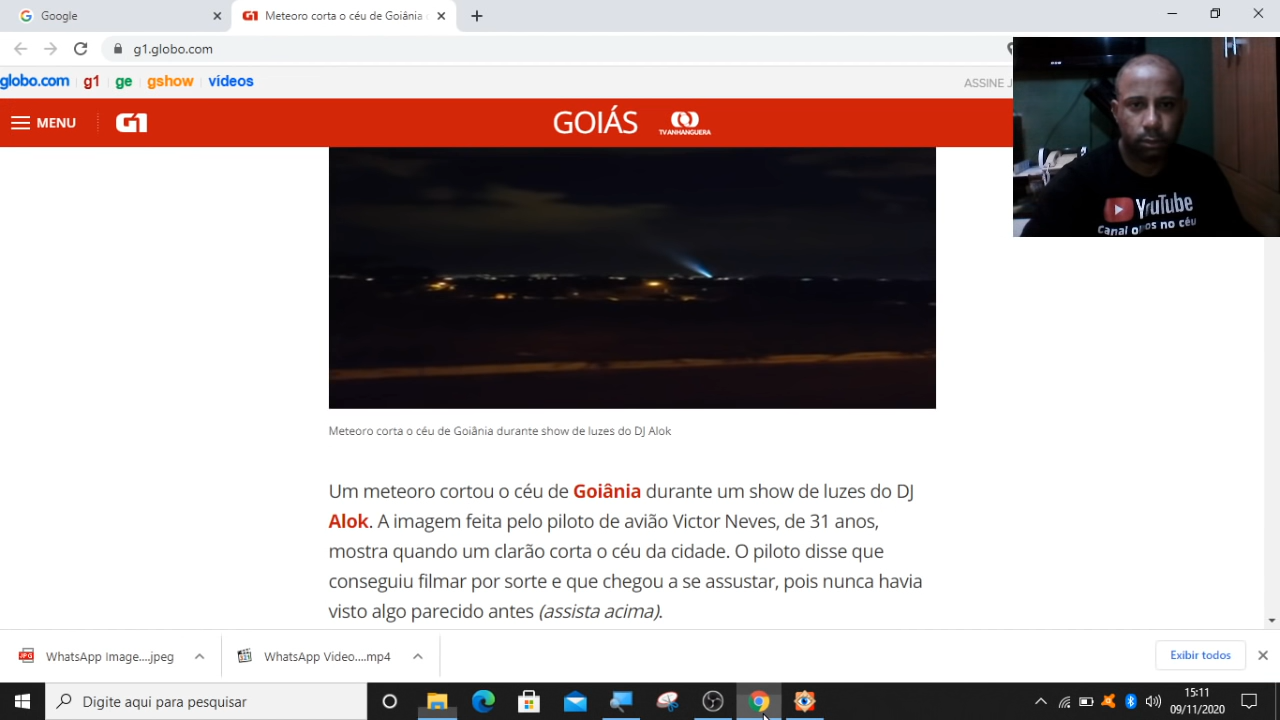 Google
G1 Meteoro corta o céu de Goiânia
g1.globo.com
globo.com g1 ge gshow videos
ASSINE
MENU G1 GOIÁS TV ANHANGUERA
YouTube
Canal no céu
Meteoro corta o céu de Goiânia durante show de luzes do DJ Alok
Um meteoro cortou o céu de Goiânia durante um show de luzes do DJ
Alok. A imagem feita pelo piloto de avião Victor Neves, de 31 anos,
mostra quando um clarão corta o céu da cidade. O piloto disse que
conseguiu filmar por sorte e que chegou a se assustar, pois nunca havia
visto algo parecido antes (assista acima).
JPG WhatsApp Image....jpeg
WhatsApp Video....mp4
Exibir todos
Digite aqui para pesquisar
15:11
09/11/2020